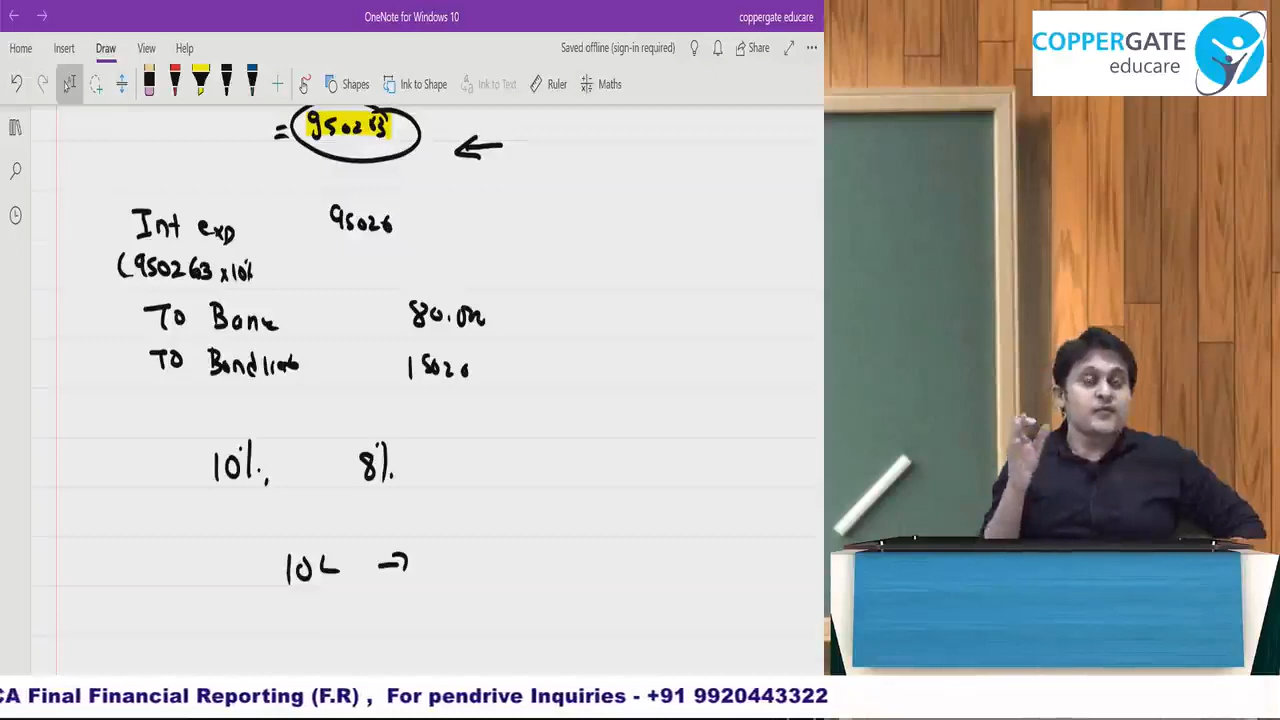 OneNote for Windows 10
coppergate educare
Home Insert Draw View Help
Saved offline (sign-in required)
Share
Shapes Ink to Shape Ink to Text Ruler Maths
COPPERGATE
educare
= 950263
Int exp 95026
(950263 x 10%
To Bank 80.00
To Bond liab 15026
10%, 8%.
10L →
CA Final Financial Reporting (F.R) , For pendrive Inquiries - +91 9920443322